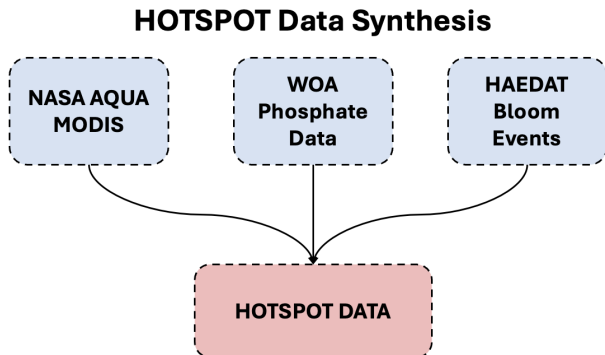 HOTSPOT Data Synthesis
NASA AQUA
MODIS
WOA
Phosphate
Data
HAEDAT
Bloom
Events
HOTSPOT DATA